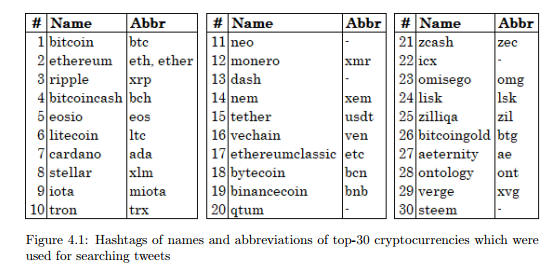 # Name Abbr
1 bitcoin btc
2 ethereum eth, ether
3 ripple xrp
4 bitcoincash bch
5 eosio eos
6 litecoin ltc
7 cardano ada
8 stellar xlm
9 iota miota
10 tron trx
# Name Abbr
11 neo -
12 monero xmr
13 dash -
14 nem xem
15 tether usdt
16 vechain ven
17 ethereumclassic etc
18 bytecoin bcn
19 binancecoin bnb
20 qtum -
# Name Abbr
21 zcash zec
22 icx -
23 omisego omg
24 lisk lsk
25 zilliqa zil
26 bitcoingold btg
27 aeternity ae
28 ontology ont
29 verge xvg
30 steem -
Figure 4.1: Hashtags of names and abbreviations of top-30 cryptocurrencies which were
used for searching tweets